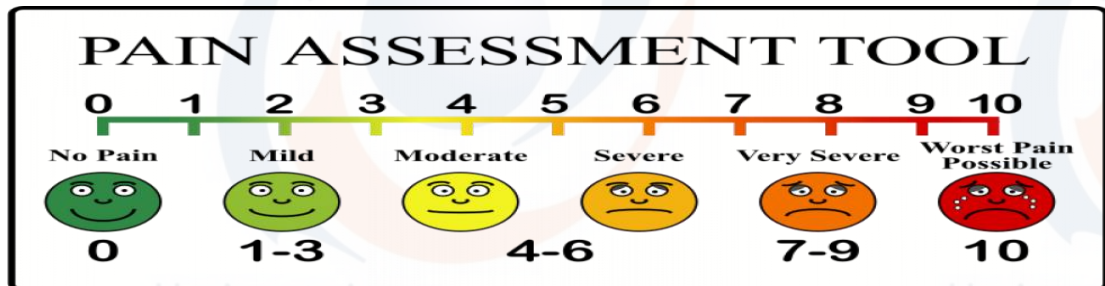 PAIN ASSESSMENT TOOL
0 1 2 3 4 5 6 7 8 9 10
No Pain Mild Moderate Severe Very Severe Worst Pain
Possible
0 1-3 4-6 7-9 10